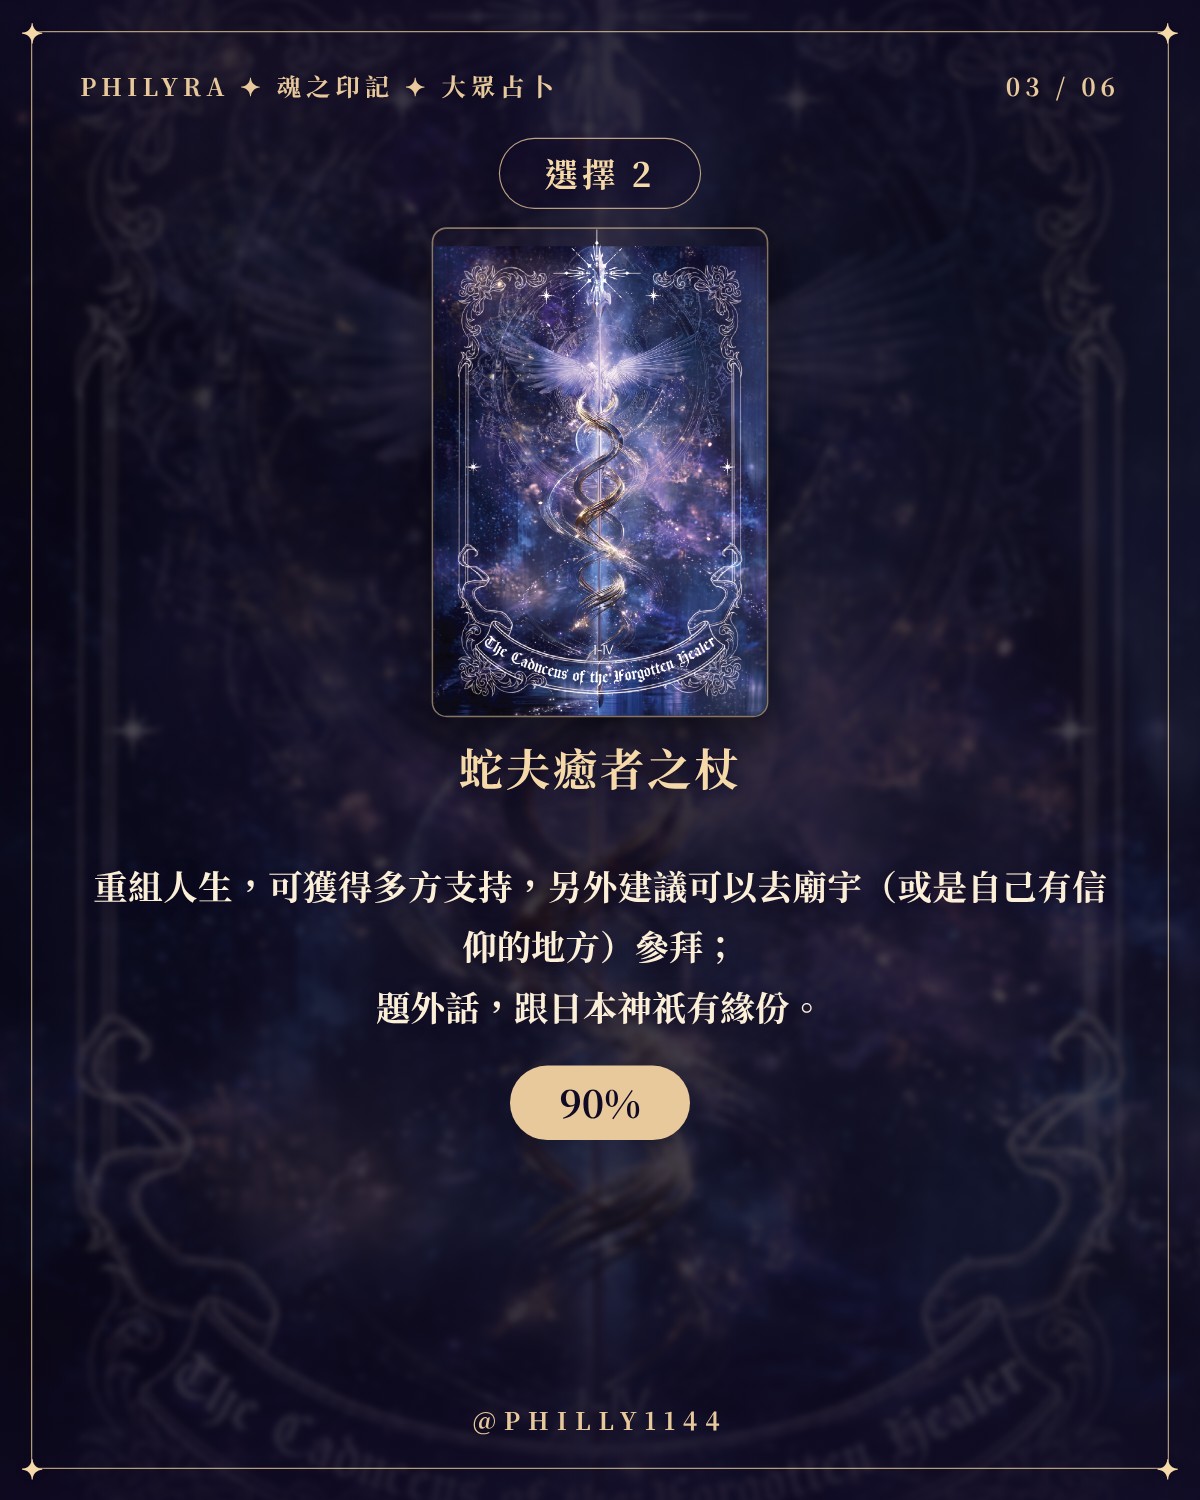 PHILYRA ✦ 魂之印記 ✦ 大眾占卜
03 / 06
選擇 2
I-IV
The Caduceus of the Forgotten Healer
蛇夫癒者之杖
重組人生，可獲得多方支持，另外建議可以去廟宇（或是自己有信
仰的地方）參拜；
題外話，跟日本神祇有緣份。
90%
@PHILLY1144